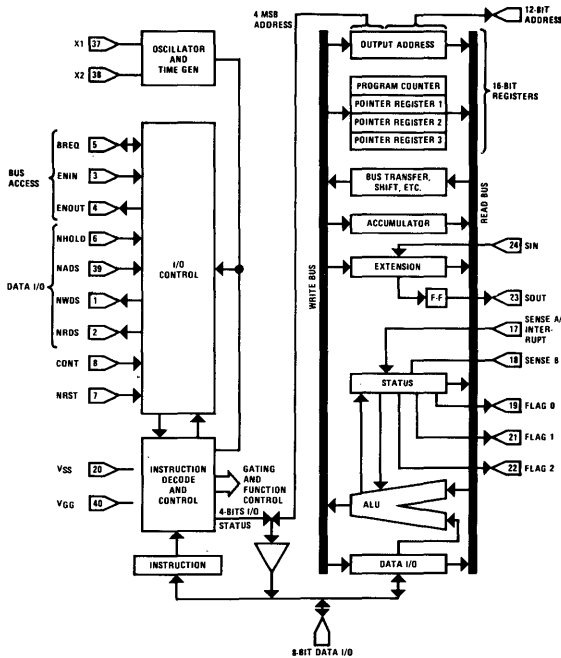 4 MSB
ADDRESS
12-BIT
ADDRESS
X1 37
X2 38
OSCILLATOR
AND
TIME GEN
OUTPUT ADDRESS
PROGRAM COUNTER
POINTER REGISTER 1
POINTER REGISTER 2
POINTER REGISTER 3
16-BIT
REGISTERS
BUS
ACCESS
BREQ 5
ENIN 3
ENOUT 4
DATA I/O
NHOLD 6
NADS 39
NWDS 1
NRDS 2
CONT 8
NRST 7
I/O
CONTROL
BUS TRANSFER,
SHIFT, ETC.
ACCUMULATOR
EXTENSION
F-F
WRITE BUS
READ BUS
24 SIN
23 SOUT
17 SENSE A/
INTER-
RUPT
18 SENSE B
STATUS
19 FLAG 0
21 FLAG 1
22 FLAG 2
VSS 20
VGG 40
INSTRUCTION
DECODE
AND
CONTROL
GATING
AND
FUNCTION
CONTROL
4-BITS I/O
STATUS
ALU
INSTRUCTION
DATA I/O
8-BIT DATA I/O